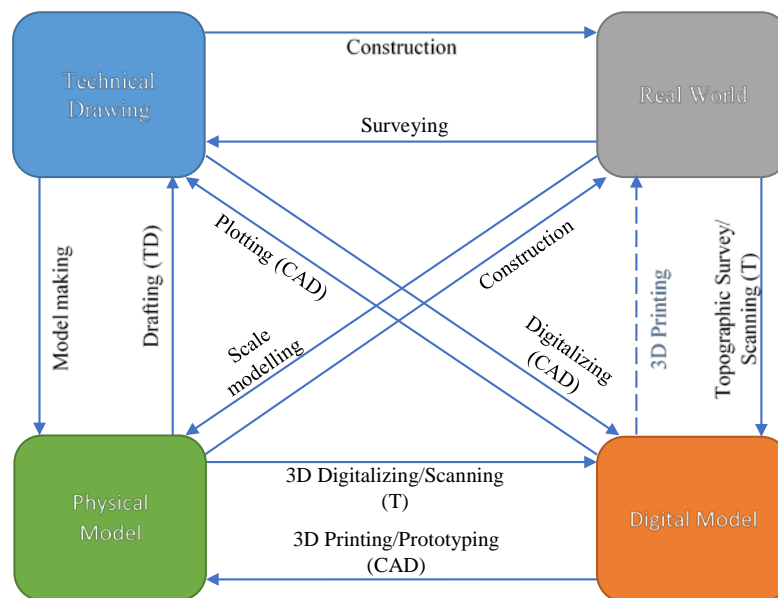 Technical
Drawing
Construction
Real World
Surveying
Model making
Drafting (TD)
Plotting (CAD)
Scale
modelling
Construction
Digitalizing
(CAD)
3D Printing
Topographic Survey/
Scanning (T)
Physical
Model
3D Digitalizing/Scanning
(T)
3D Printing/Prototyping
(CAD)
Digital Model